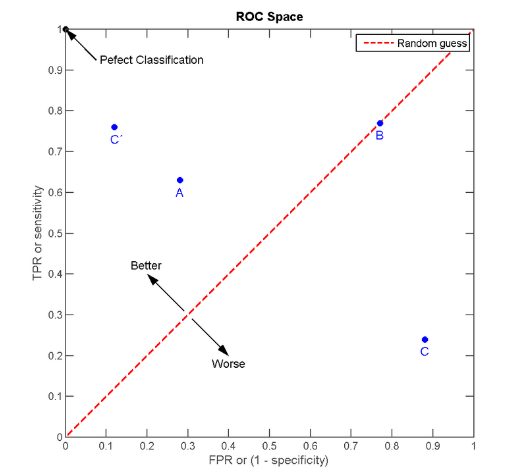 ROC Space
1
Pefect Classification
Random guess
0.9
0.8
C´
B
0.7
A
0.6
TPR or sensitivity
0.5
Better
0.4
0.3
C
0.2
Worse
0.1
0
0 0.1 0.2 0.3 0.4 0.5 0.6 0.7 0.8 0.9 1
FPR or (1 - specificity)